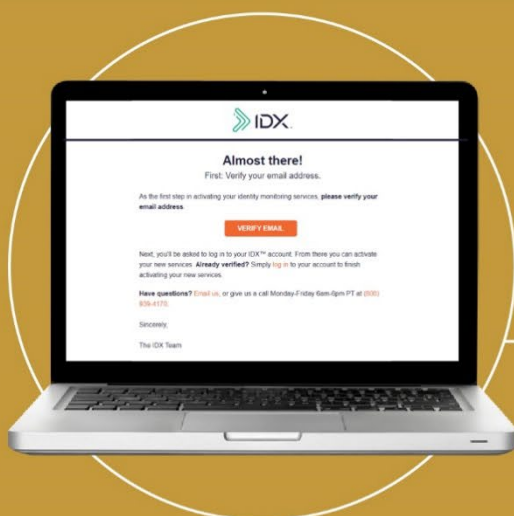 IDX.
Almost there!
First: Verify your email address.
As the first step in activating your identity monitoring services, please verify your
email address.
VERIFY EMAIL
Next, you'll be asked to log in to your IDX™ account. From there you can activate
your new services. Already verified? Simply log in to your account to finish
activating your new services.
Have questions? Email us, or give us a call Monday-Friday 6am-6pm PT at (800)
939-4170.
Sincerely,
The IDX Team